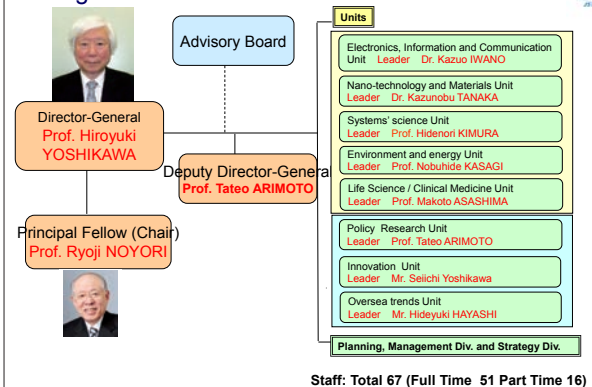 Units
Advisory Board
Electronics, Information and Communication
Unit Leader Dr. Kazuo IWANO
Nano-technology and Materials Unit
Leader Dr. Kazunobu TANAKA
Systems' science Unit
Leader Prof. Hidenori KIMURA
Environment and energy Unit
Leader Prof. Nobuhide KASAGI
Life Science / Clinical Medicine Unit
Leader Prof. Makoto ASASHIMA
Director-General
Prof. Hiroyuki
YOSHIKAWA
Deputy Director-General
Prof. Tateo ARIMOTO
Principal Fellow (Chair)
Prof. Ryoji NOYORI
Policy Research Unit
Leader Prof. Tateo ARIMOTO
Innovation Unit
Leader Mr. Seiichi Yoshikawa
Oversea trends Unit
Leader Mr. Hideyuki HAYASHI
Planning, Management Div. and Strategy Div.
Staff: Total 67 (Full Time 51 Part Time 16)